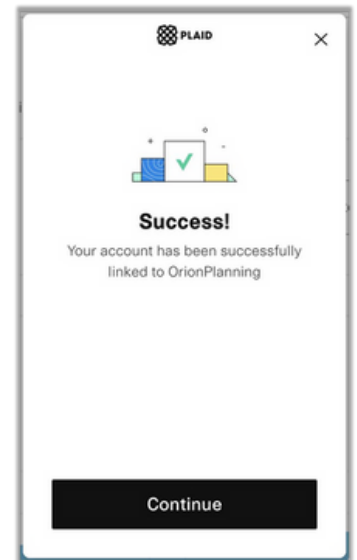 PLAID
Success!
Your account has been successfully
linked to OrionPlanning
Continue